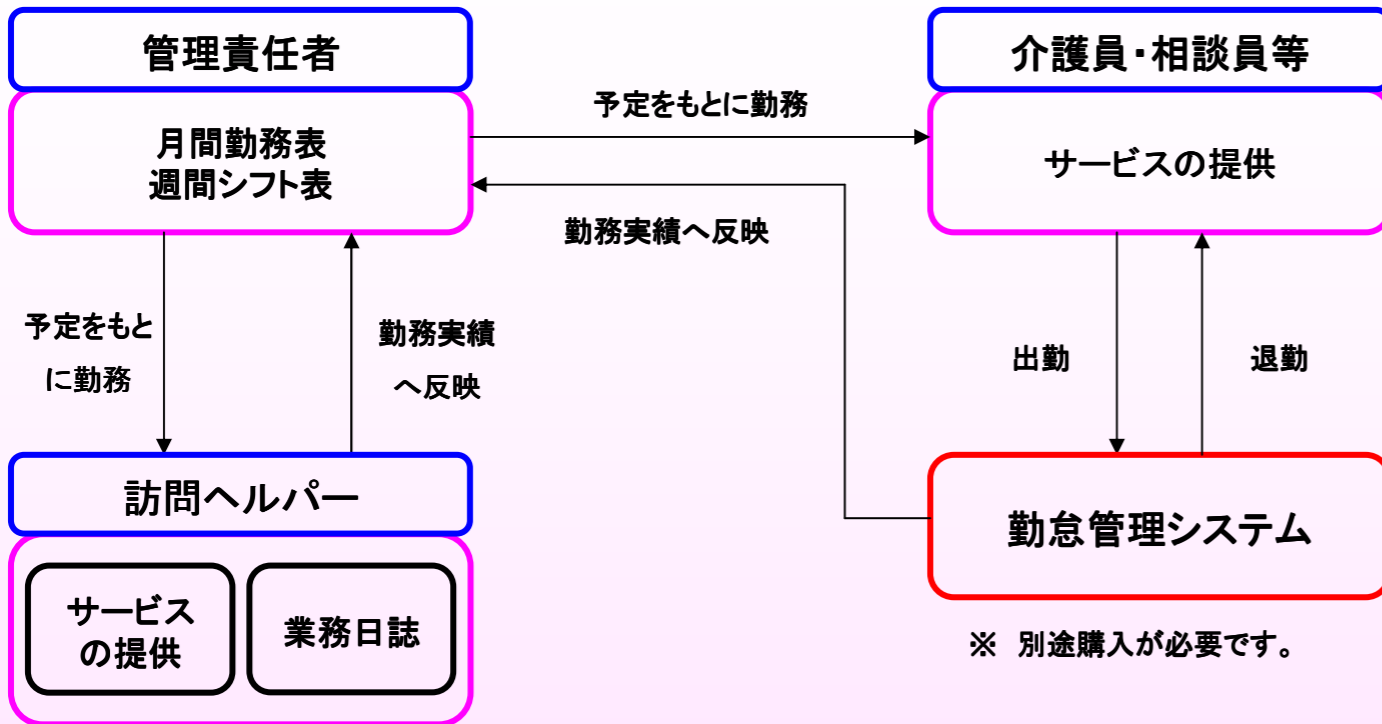 管理責任者
介護員・相談員等
月間勤務表
週間シフト表
予定をもとに勤務
サービスの提供
勤務実績へ反映
予定をもと
に勤務
勤務実績
へ反映
出勤
退勤
訪問ヘルパー
勤怠管理システム
サービス
の提供
業務日誌
※ 別途購入が必要です。